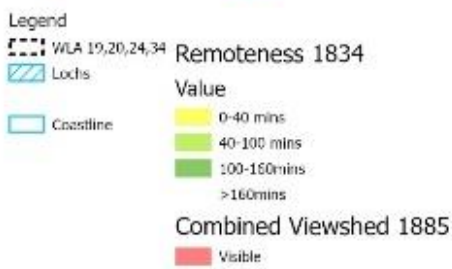 Legend
WLA 19,20,24,34
Lochs
Coastline
Remoteness 1834
Value
0-40 mins
40-100 mins
100-160mins
>160mins
Combined Viewshed 1885
Visible